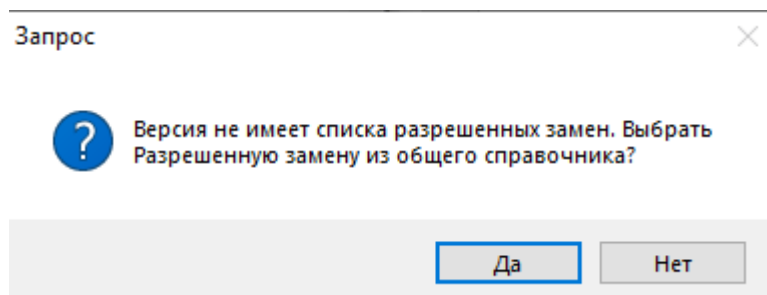 Запрос
Версия не имеет списка разрешенных замен. Выбрать
Разрешенную замену из общего справочника?
Да
Нет